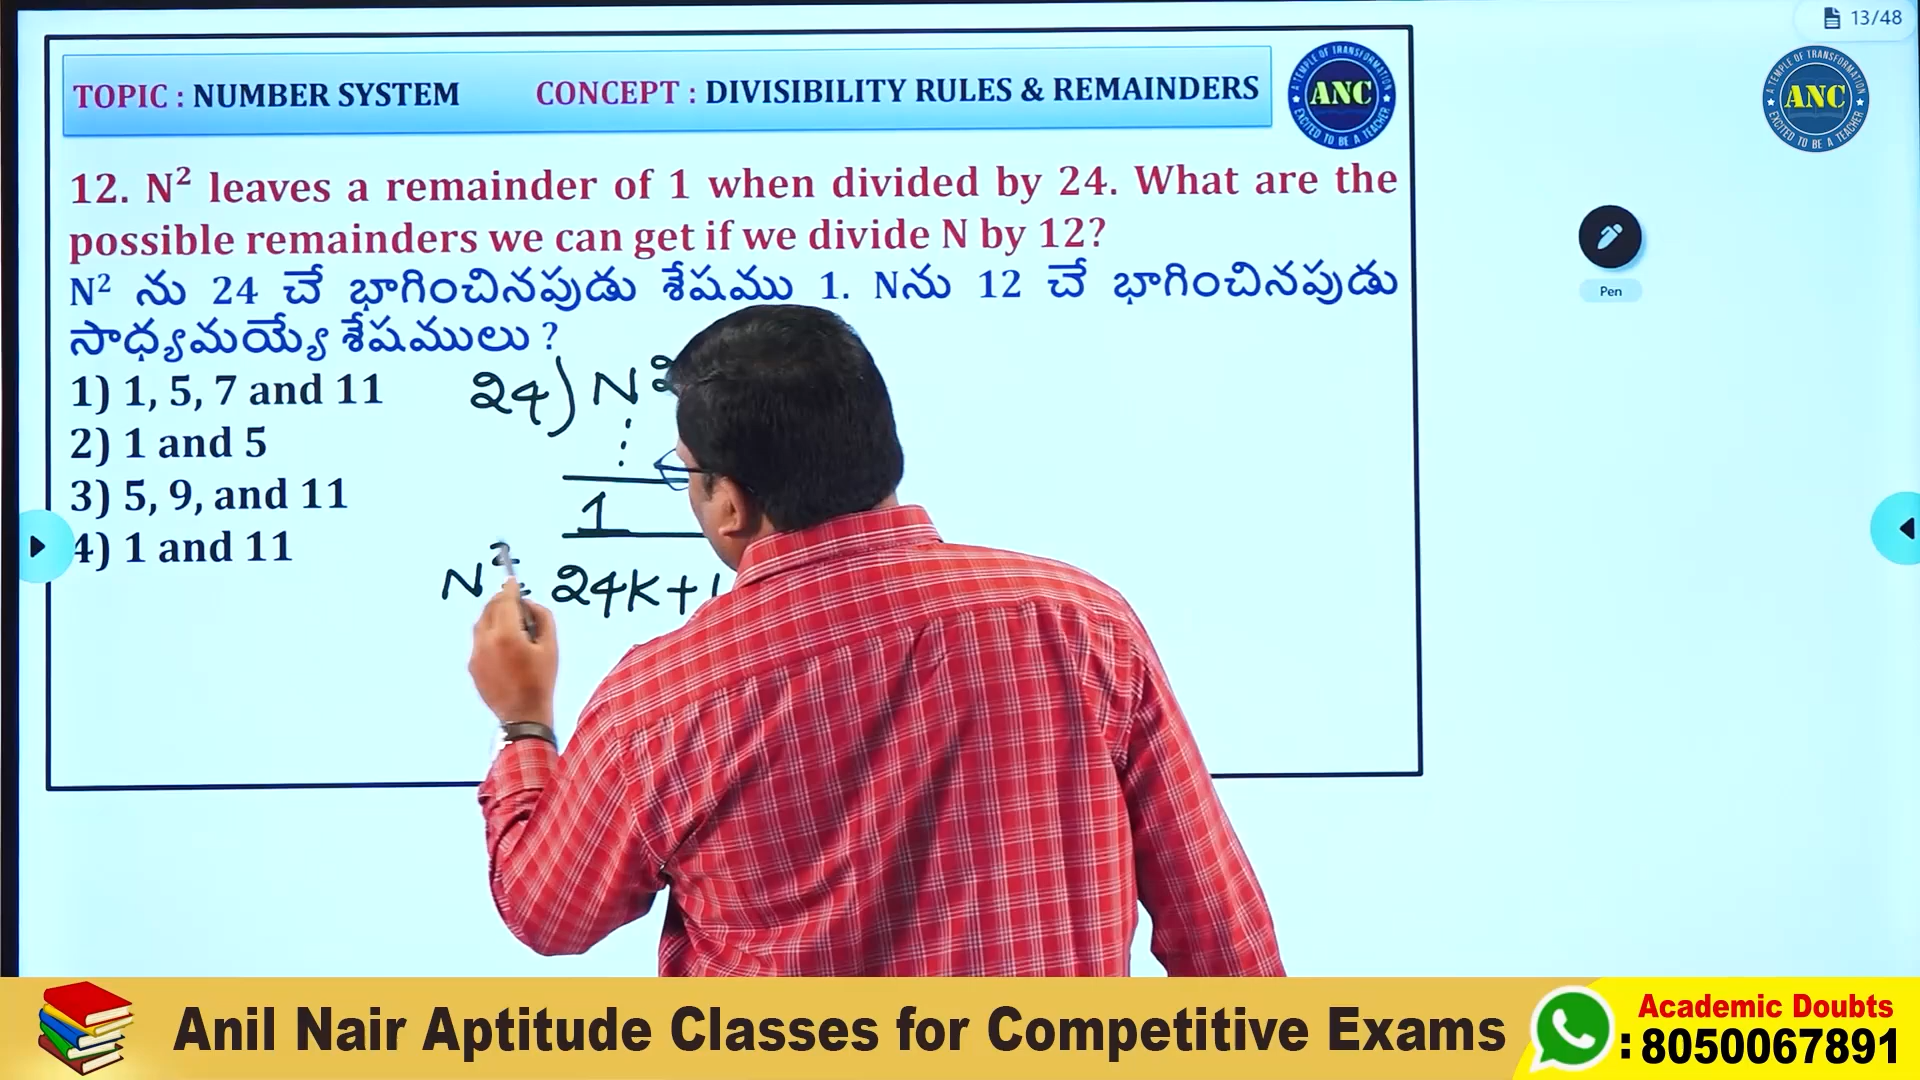 13/48
TOPIC : NUMBER SYSTEM CONCEPT : DIVISIBILITY RULES & REMAINDERS
A TEMPLE OF TRANSFORMATION
ANC
EXCITED TO BE A TEACHER
A TEMPLE OF TRANSFORMATION
ANC
EXCITED TO BE A TEACHER
12. N² leaves a remainder of 1 when divided by 24. What are the
possible remainders we can get if we divide N by 12?
N² ను 24 చే భాగించినపుడు శేషము 1. Nను 12 చే భాగించినపుడు
సాధ్యమయ్యే శేషములు ?
Pen
1) 1, 5, 7 and 11
2) 1 and 5
3) 5, 9, and 11
4) 1 and 11
24) N²
1
N² = 24K+1
Anil Nair Aptitude Classes for Competitive Exams
Academic Doubts
: 8050067891